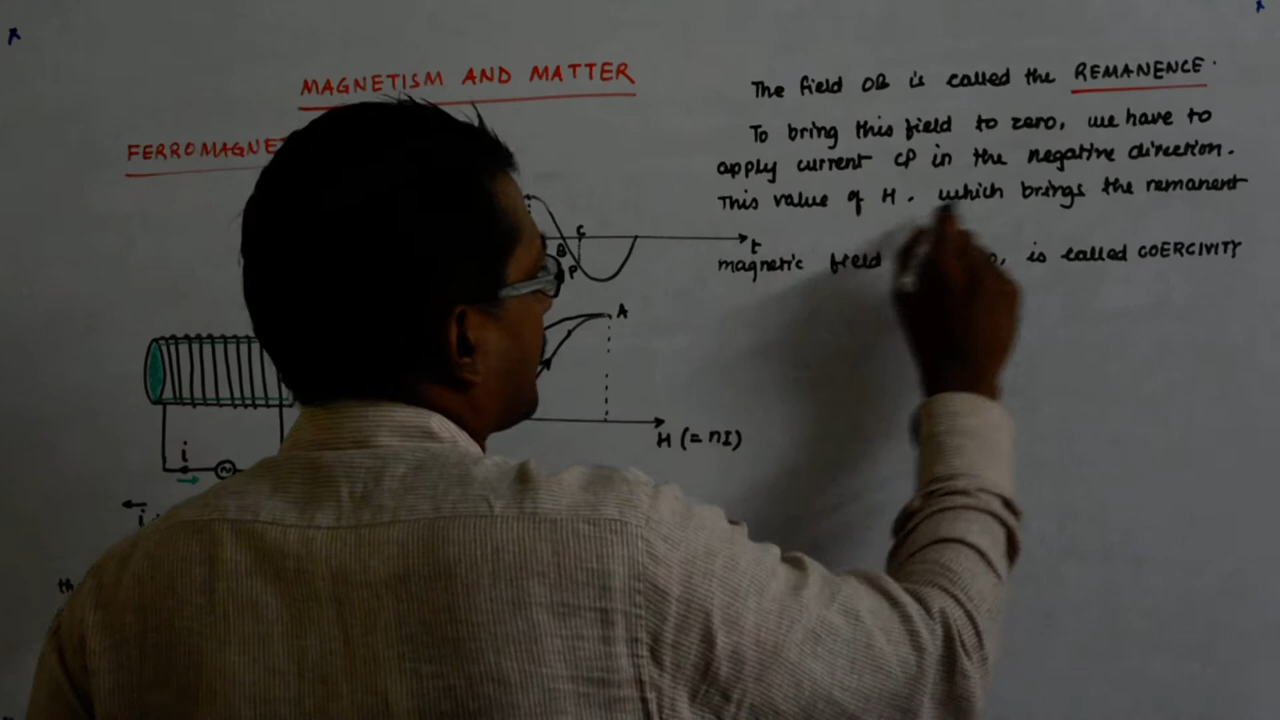 MAGNETISM AND MATTER
FERROMAGNE
The field OB is called the REMANENCE.
To bring this field to zero, we have to
apply current CP in the negative direction.
This value of H. which brings the remanent
magnetic field o, is called COERCIVITY
C
t
B
P
A
H (= nI)
i
i
th